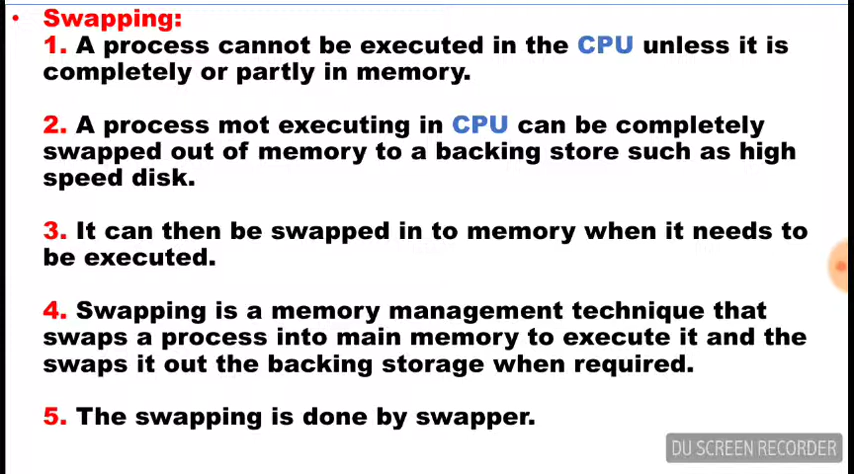 • Swapping:
1. A process cannot be executed in the CPU unless it is
completely or partly in memory.
2. A process mot executing in CPU can be completely
swapped out of memory to a backing store such as high
speed disk.
3. It can then be swapped in to memory when it needs to
be executed.
4. Swapping is a memory management technique that
swaps a process into main memory to execute it and the
swaps it out the backing storage when required.
5. The swapping is done by swapper.
DU SCREEN RECORDER